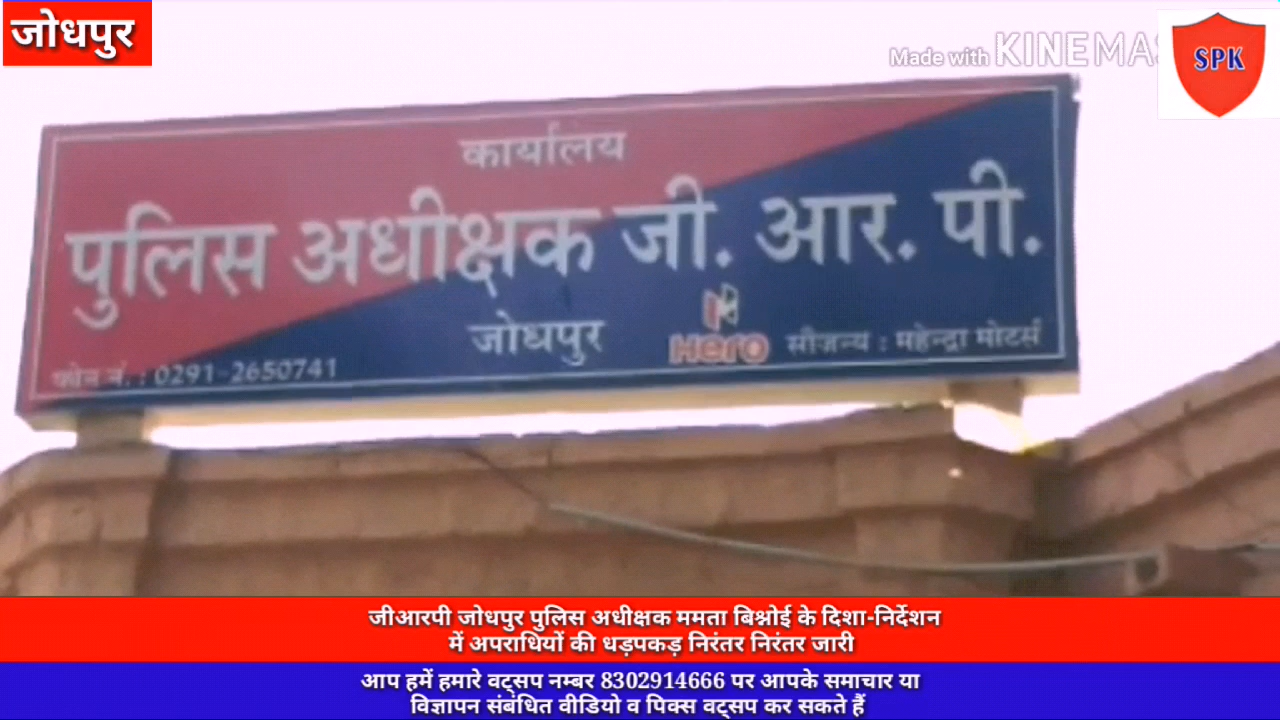 जोधपुर
Made with KINEMAS
SPK
कार्यालय
पुलिस अधीक्षक जी. आर. पी.
जोधपुर
Hero सौजन्य : महेन्द्रा मोटर्स
फोन नं. : 0291-2650741
जीआरपी जोधपुर पुलिस अधीक्षक ममता बिश्नोई के दिशा-निर्देशन
में अपराधियों की धड़पकड़ निरंतर निरंतर जारी
आप हमें हमारे वट्सप नम्बर 8302914666 पर आपके समाचार या
विज्ञापन संबंधित वीडियो व पिक्स वट्सप कर सकते हैं